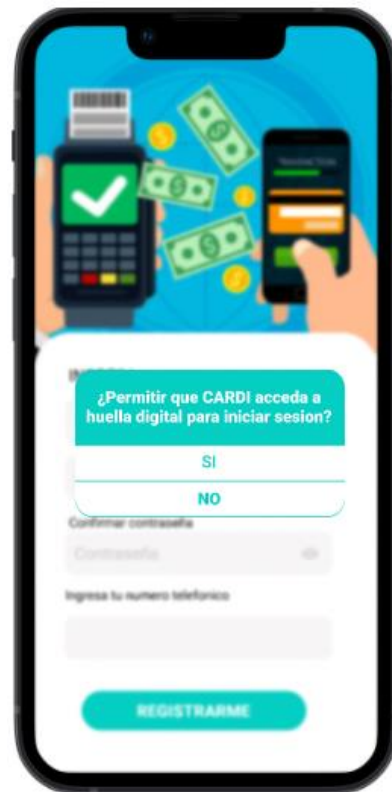 ¿Permitir que CARDI acceda a
huella digital para iniciar sesion?
SI
NO
Confirmar contraseña
Contraseña
Ingresa tu numero telefonico
REGISTRARME